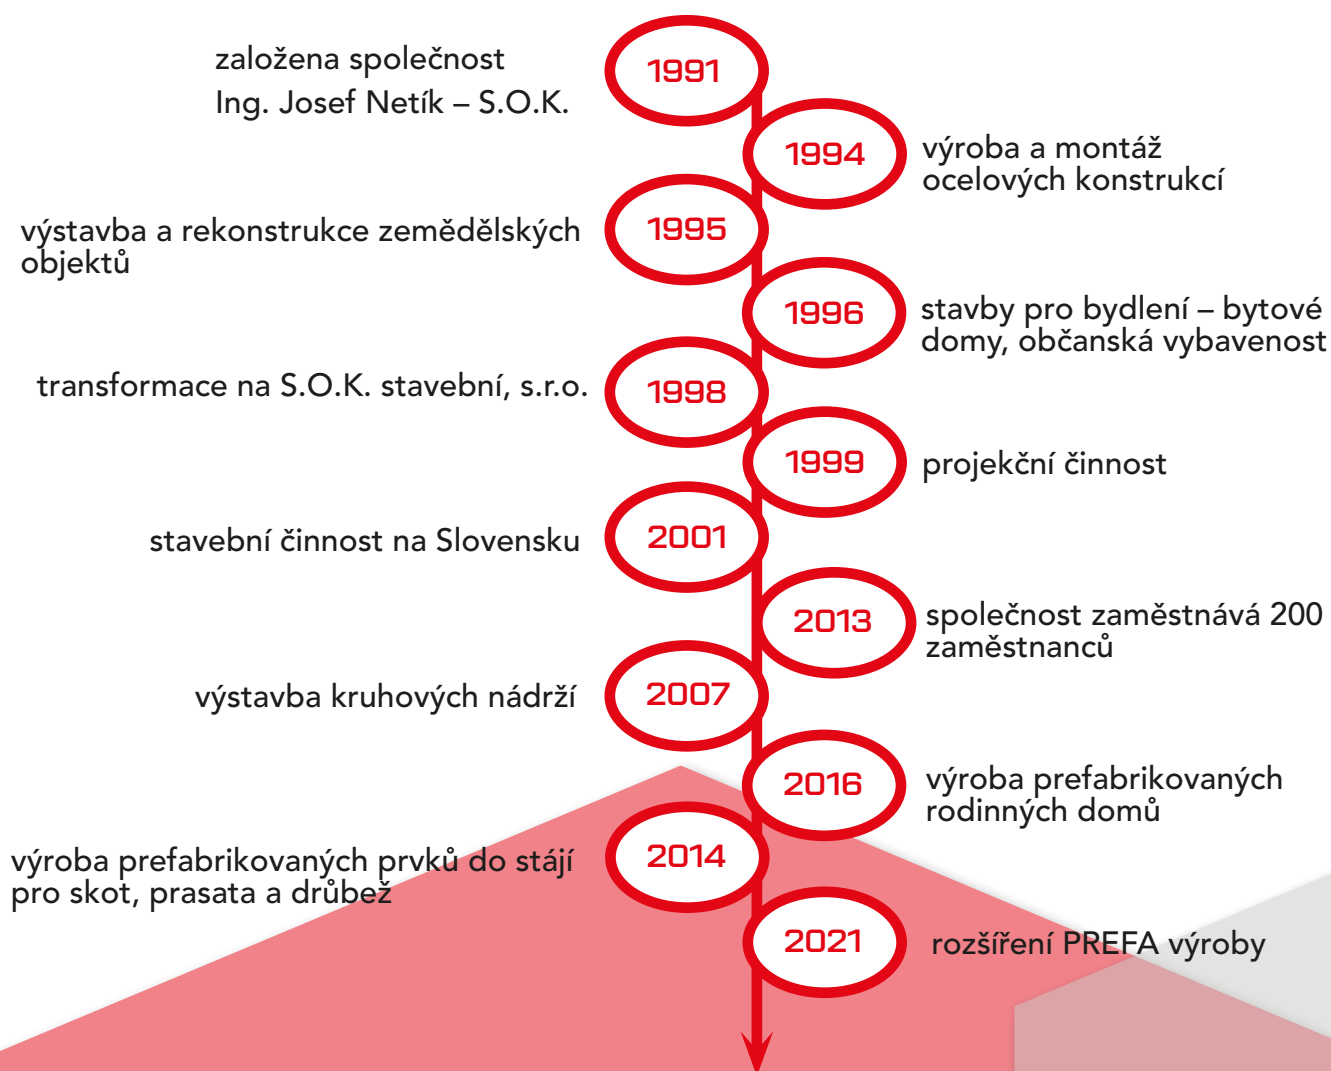 založena společnost
Ing. Josef Netík – S.O.K.
1991
1994
výroba a montáž
ocelových konstrukcí
výstavba a rekonstrukce zemědělských
objektů
1995
1996
stavby pro bydlení – bytové
domy, občanská vybavenost
transformace na S.O.K. stavební, s.r.o.
1998
1999
projekční činnost
stavební činnost na Slovensku
2001
2013
společnost zaměstnává 200
zaměstnanců
výstavba kruhových nádrží
2007
2016
výroba prefabrikovaných
rodinných domů
výroba prefabrikovaných prvků do stájí
pro skot, prasata a drůbež
2014
2021
rozšíření PREFA výroby